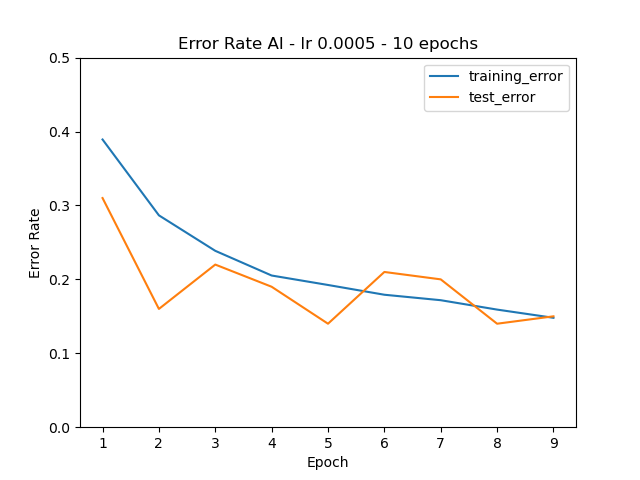 Error Rate AI - lr 0.0005 - 10 epochs
training_error
test_error
0.5
0.4
0.3
0.2
0.1
0.0
Error Rate
1 2 3 4 5 6 7 8 9
Epoch